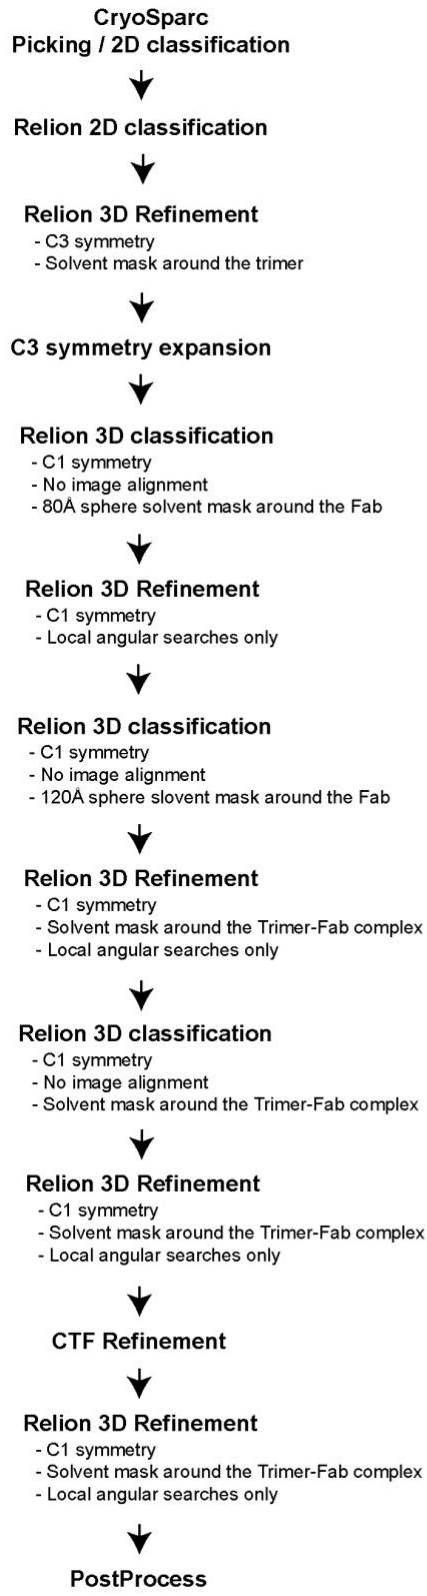 CryoSparc
Picking / 2D classification
Relion 2D classification
Relion 3D Refinement
- C3 symmetry
- Solvent mask around the trimer
C3 symmetry expansion
Relion 3D classification
- C1 symmetry
- No image alignment
- 80Å sphere solvent mask around the Fab
Relion 3D Refinement
- C1 symmetry
- Local angular searches only
Relion 3D classification
- C1 symmetry
- No image alignment
- 120Å sphere slovent mask around the Fab
Relion 3D Refinement
- C1 symmetry
- Solvent mask around the Trimer-Fab complex
- Local angular searches only
Relion 3D classification
- C1 symmetry
- No image alignment
- Solvent mask around the Trimer-Fab complex
Relion 3D Refinement
- C1 symmetry
- Solvent mask around the Trimer-Fab complex
- Local angular searches only
CTF Refinement
Relion 3D Refinement
- C1 symmetry
- Solvent mask around the Trimer-Fab complex
- Local angular searches only
PostProcess